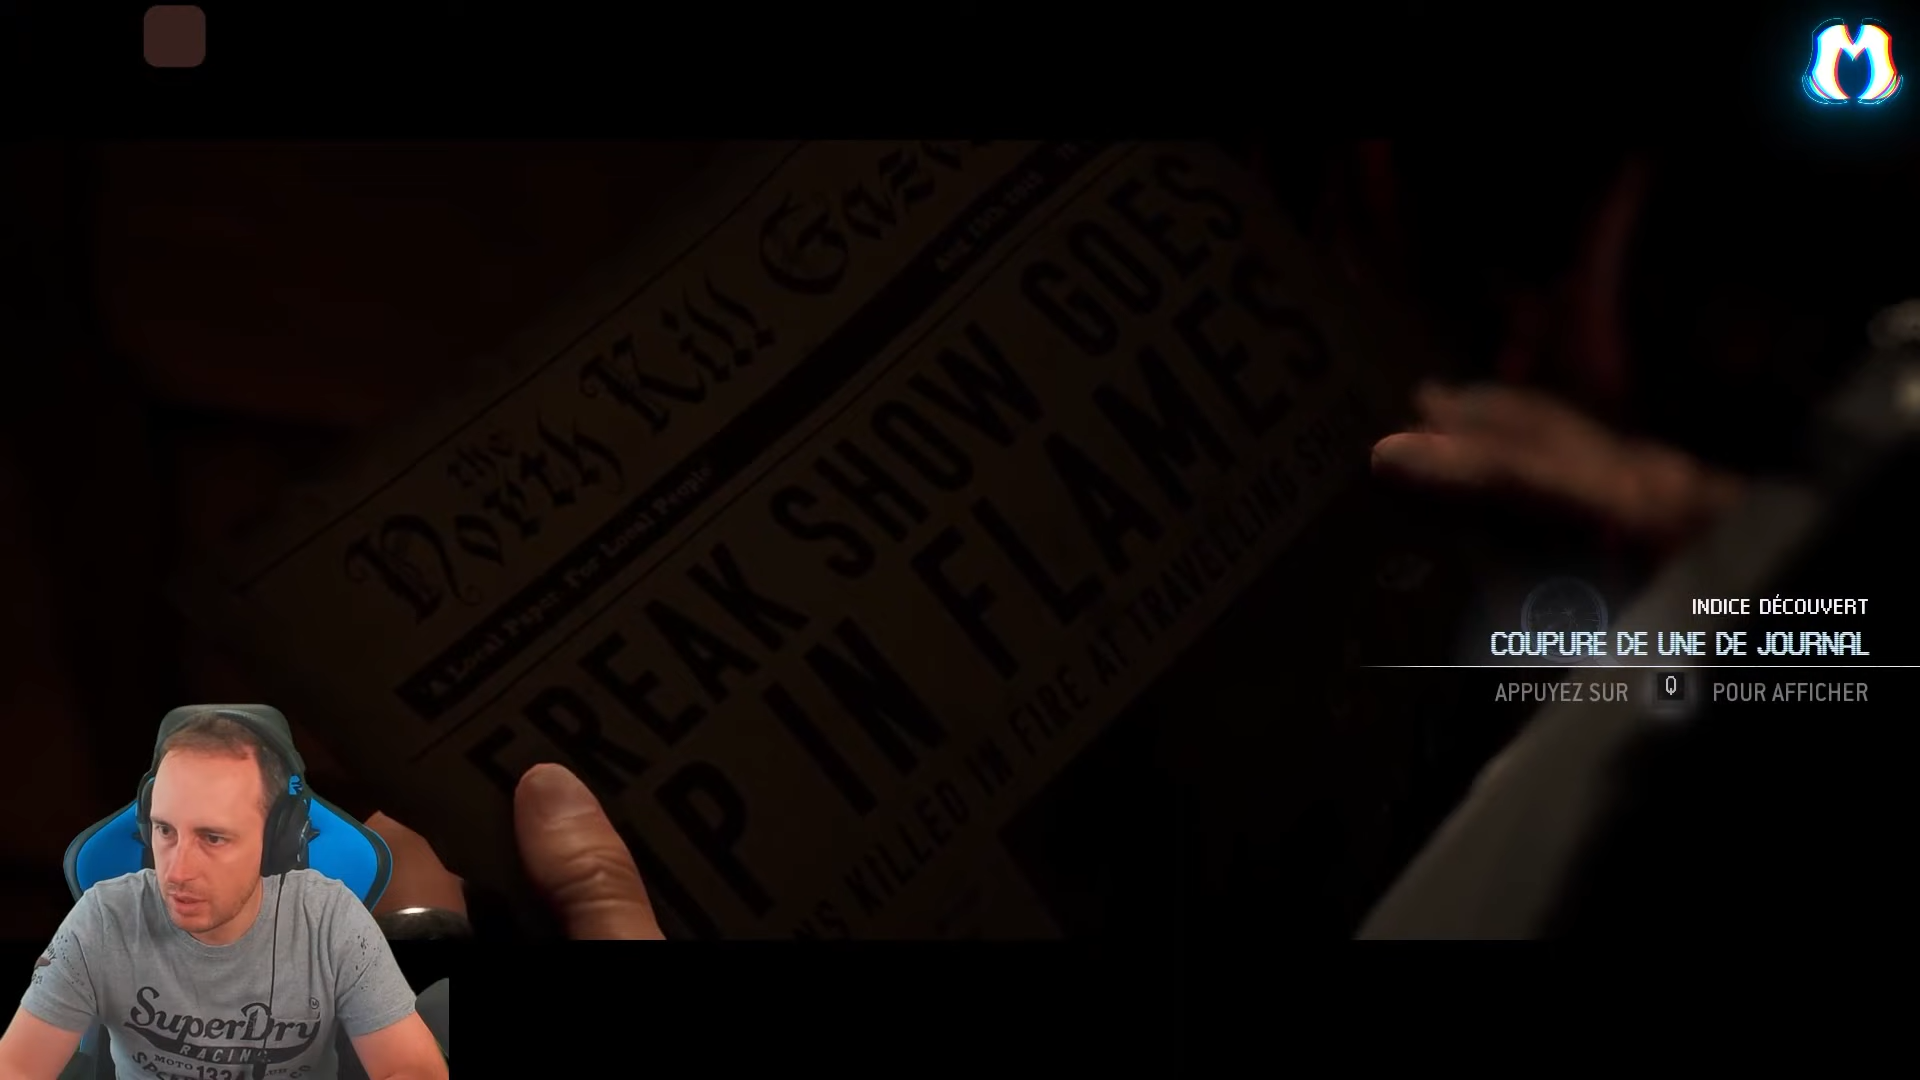 the
North Kill
A Local Paper, For Local People
FREAK SHOW GOES
UP IN FLAMES
KILLED IN FIRE AT TRAVELLING
INDICE DÉCOUVERT
COUPURE DE UNE DE JOURNAL
APPUYEZ SUR Q POUR AFFICHER
SuperDry
RACING
MOTO 1324
M